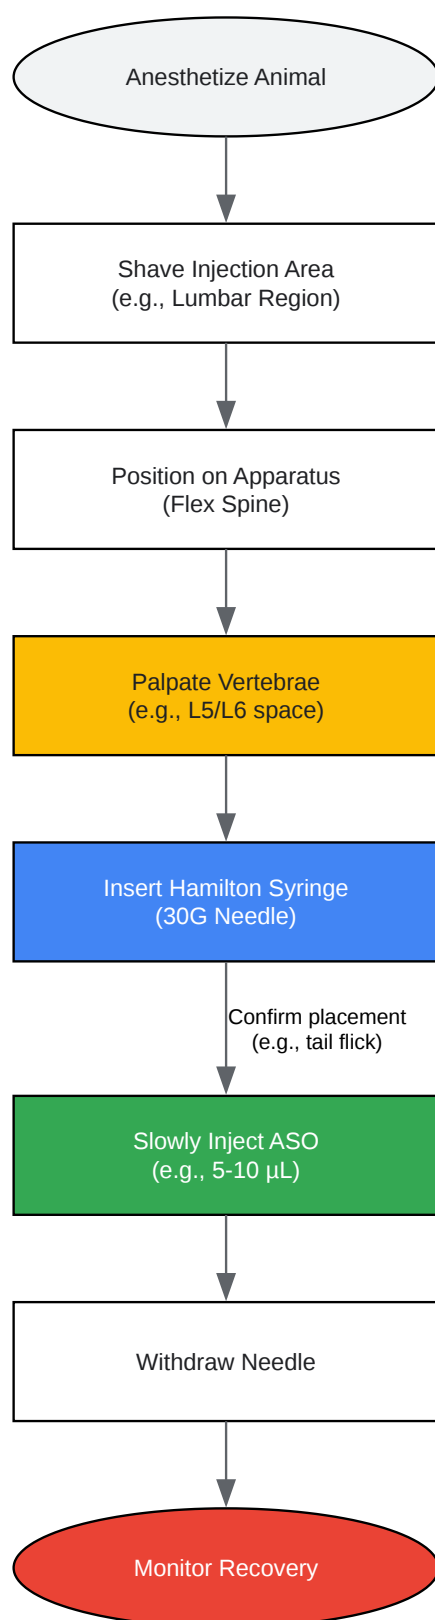 Anesthetize Animal
Shave Injection Area
(e.g., Lumbar Region)
Position on Apparatus
(Flex Spine)
Palpate Vertebrae
(e.g., L5/L6 space)
Insert Hamilton Syringe
(30G Needle)
Confirm placement
(e.g., tail flick)
Slowly Inject ASO
(e.g., 5-10 µL)
Withdraw Needle
Monitor Recovery